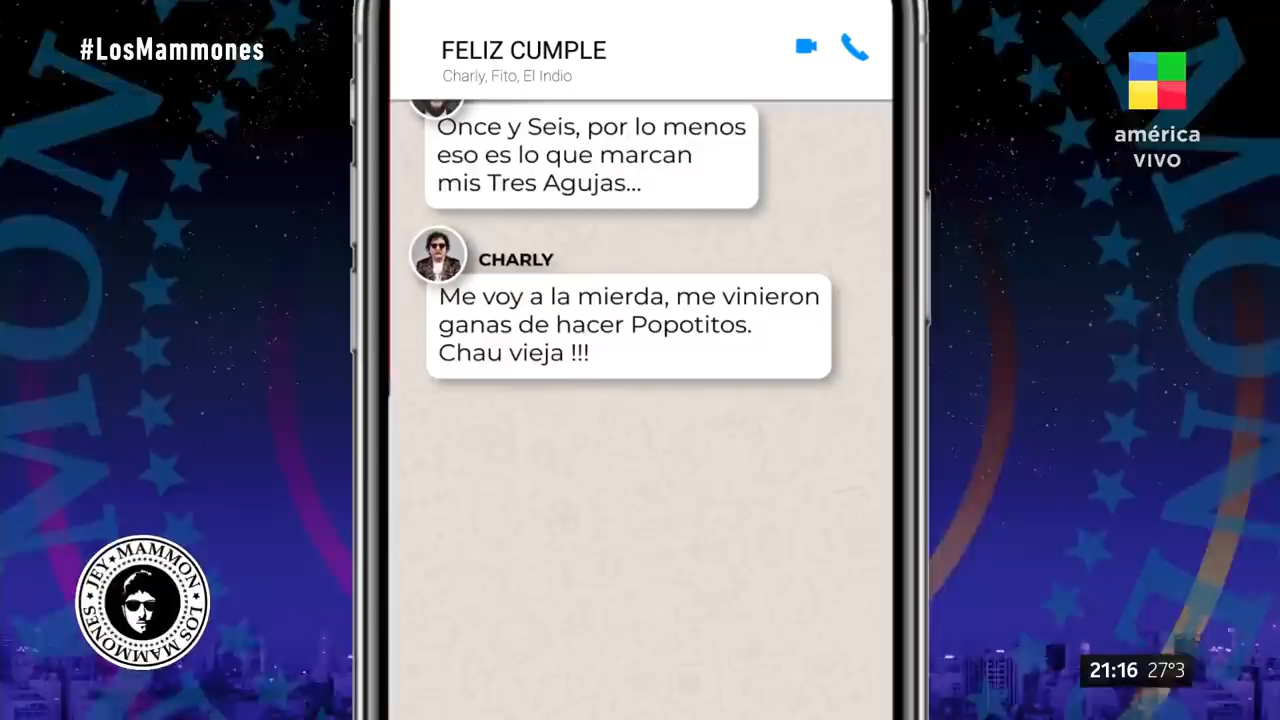 #LosMammones
FELIZ CUMPLE
Charly, Fito, El Indio
américa
VIVO
Once y Seis, por lo menos
eso es lo que marcan
mis Tres Agujas...
CHARLY
Me voy a la mierda, me vinieron
ganas de hacer Popotitos.
Chau vieja !!!
JEY★MAMMON
LOS MAMMONES
21:16 27°3